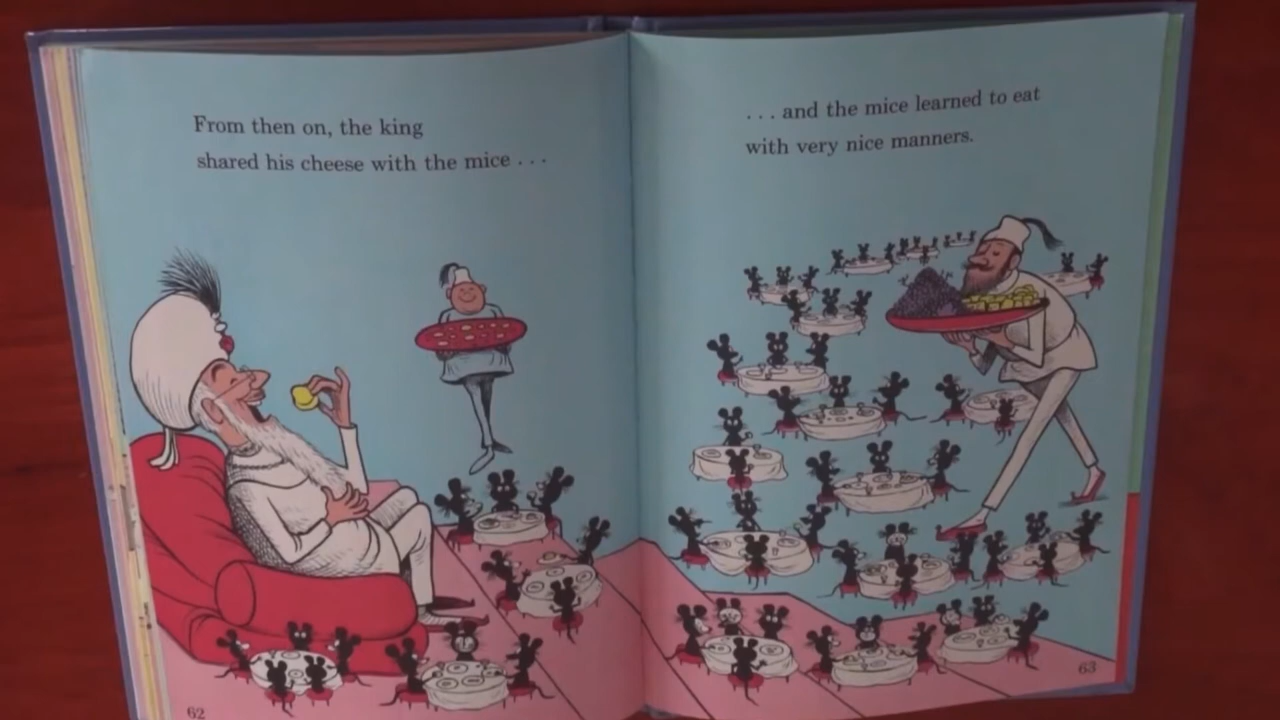 From then on, the king
shared his cheese with the mice . . .
62
. . . and the mice learned to eat
with very nice manners.
63